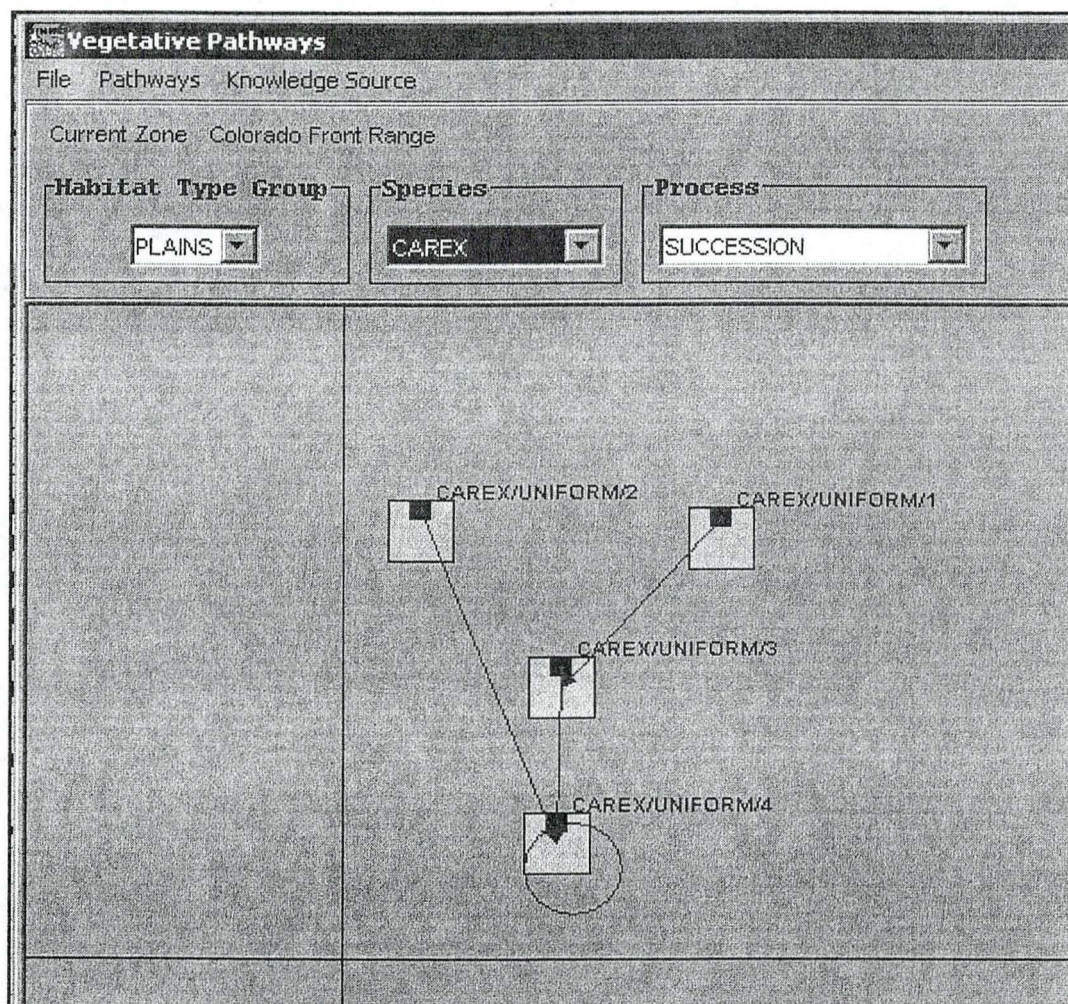 Vegetative Pathways
File Pathways Knowledge Source
Current Zone Colorado Front Range
Habitat Type Group Species Process
PLAINS CAREX SUCCESSION
CAREX/UNIFORM/2
CAREX/UNIFORM/1
CAREX/UNIFORM/3
CAREX/UNIFORM/4